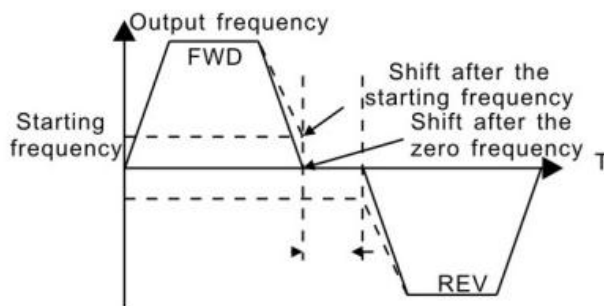 Output frequency
FWD
Shift after the
starting frequency
Starting
frequency
Shift after the
zero frequency
T
REV